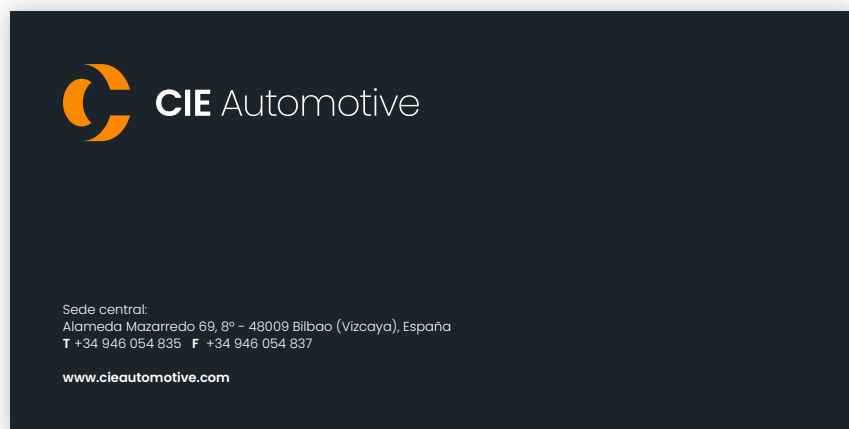 CIE Automotive
Sede central:
Alameda Mazarredo 69, 8º - 48009 Bilbao (Vizcaya), España
T +34 946 054 835 F +34 946 054 837
www.cieautomotive.com